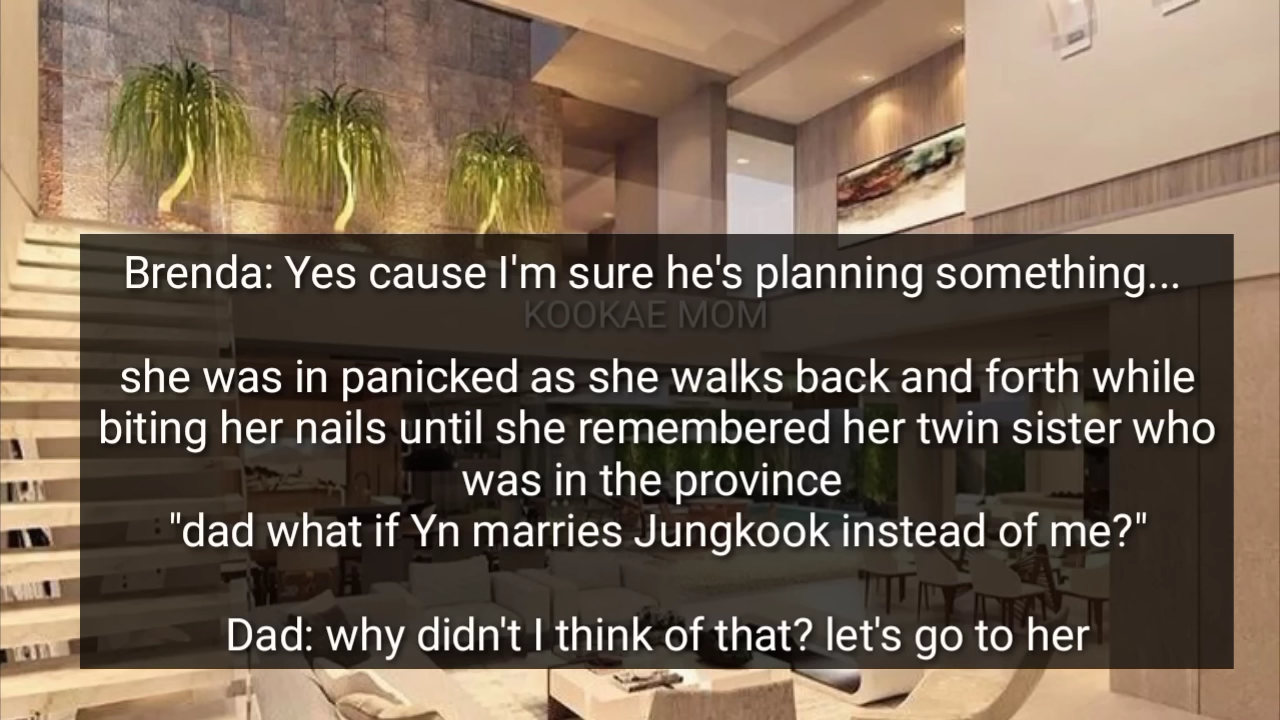 Brenda: Yes cause I'm sure he's planning something...
KOOKAE MOM
she was in panicked as she walks back and forth while
biting her nails until she remembered her twin sister who
was in the province
"dad what if Yn marries Jungkook instead of me?"
Dad: why didn't I think of that? let's go to her